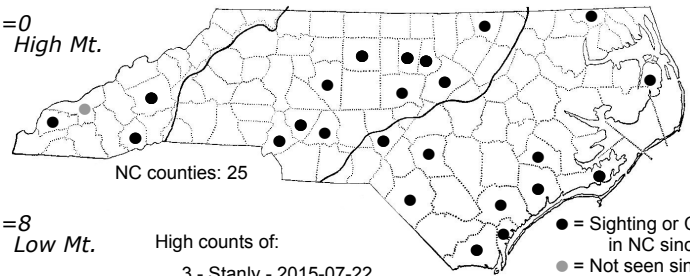 =0
High Mt.
NC counties: 25
=8
Low Mt.
High counts of:
3 - Stanly - 2015-07-22
● = Sighting or C
in NC sinc
● = Not seen sin